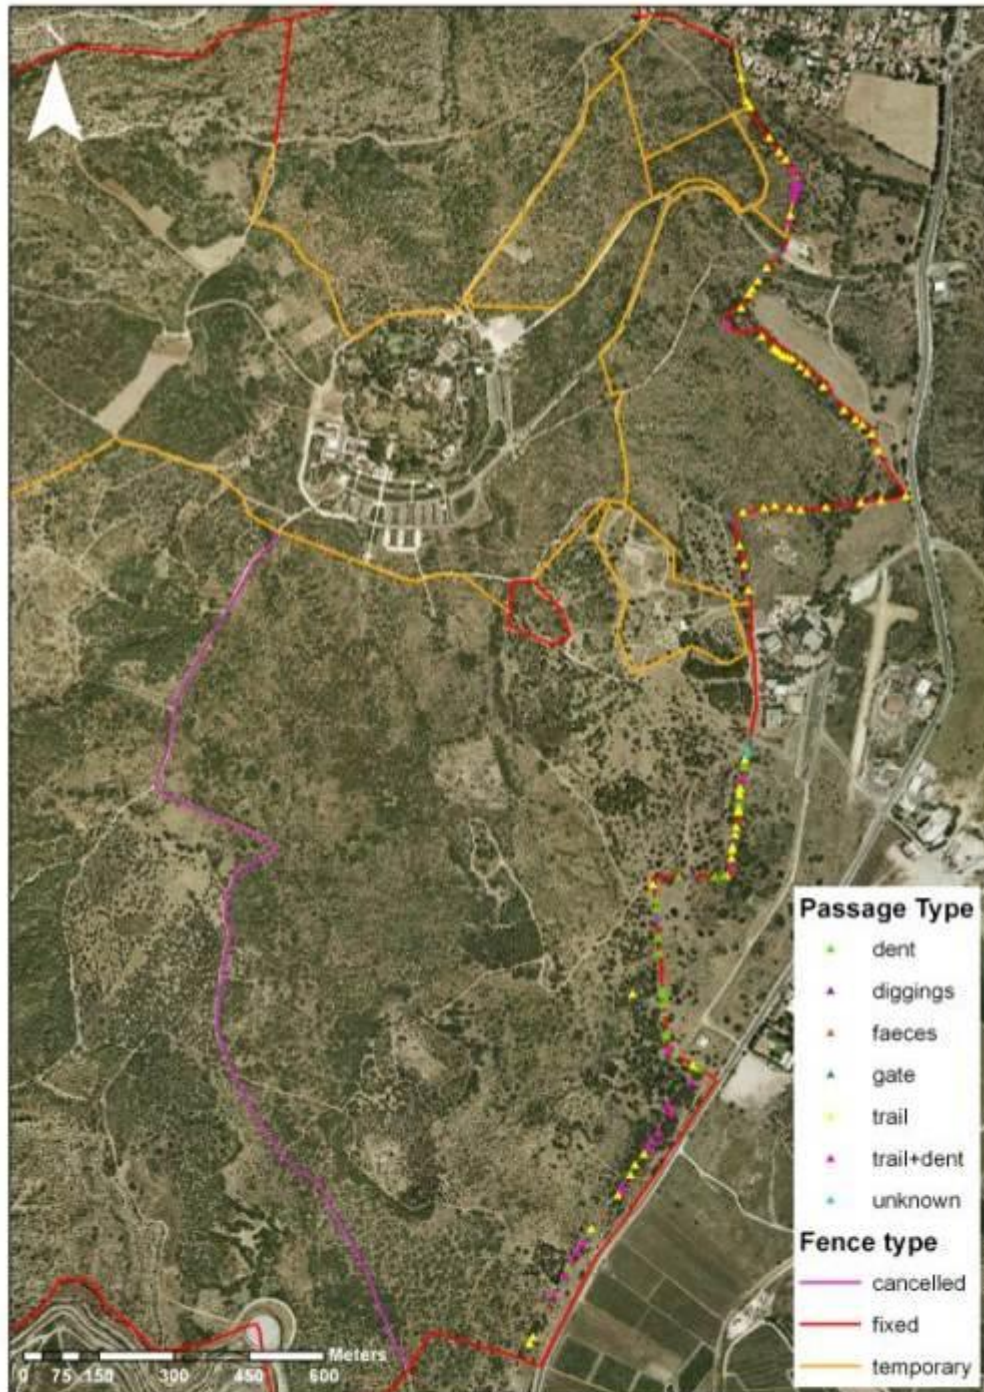 Passage Type
dent
diggings
faeces
gate
trail
trail+dent
unknown
Fence type
cancelled
fixed
temporary
Meters
0 75 150 300 450 600